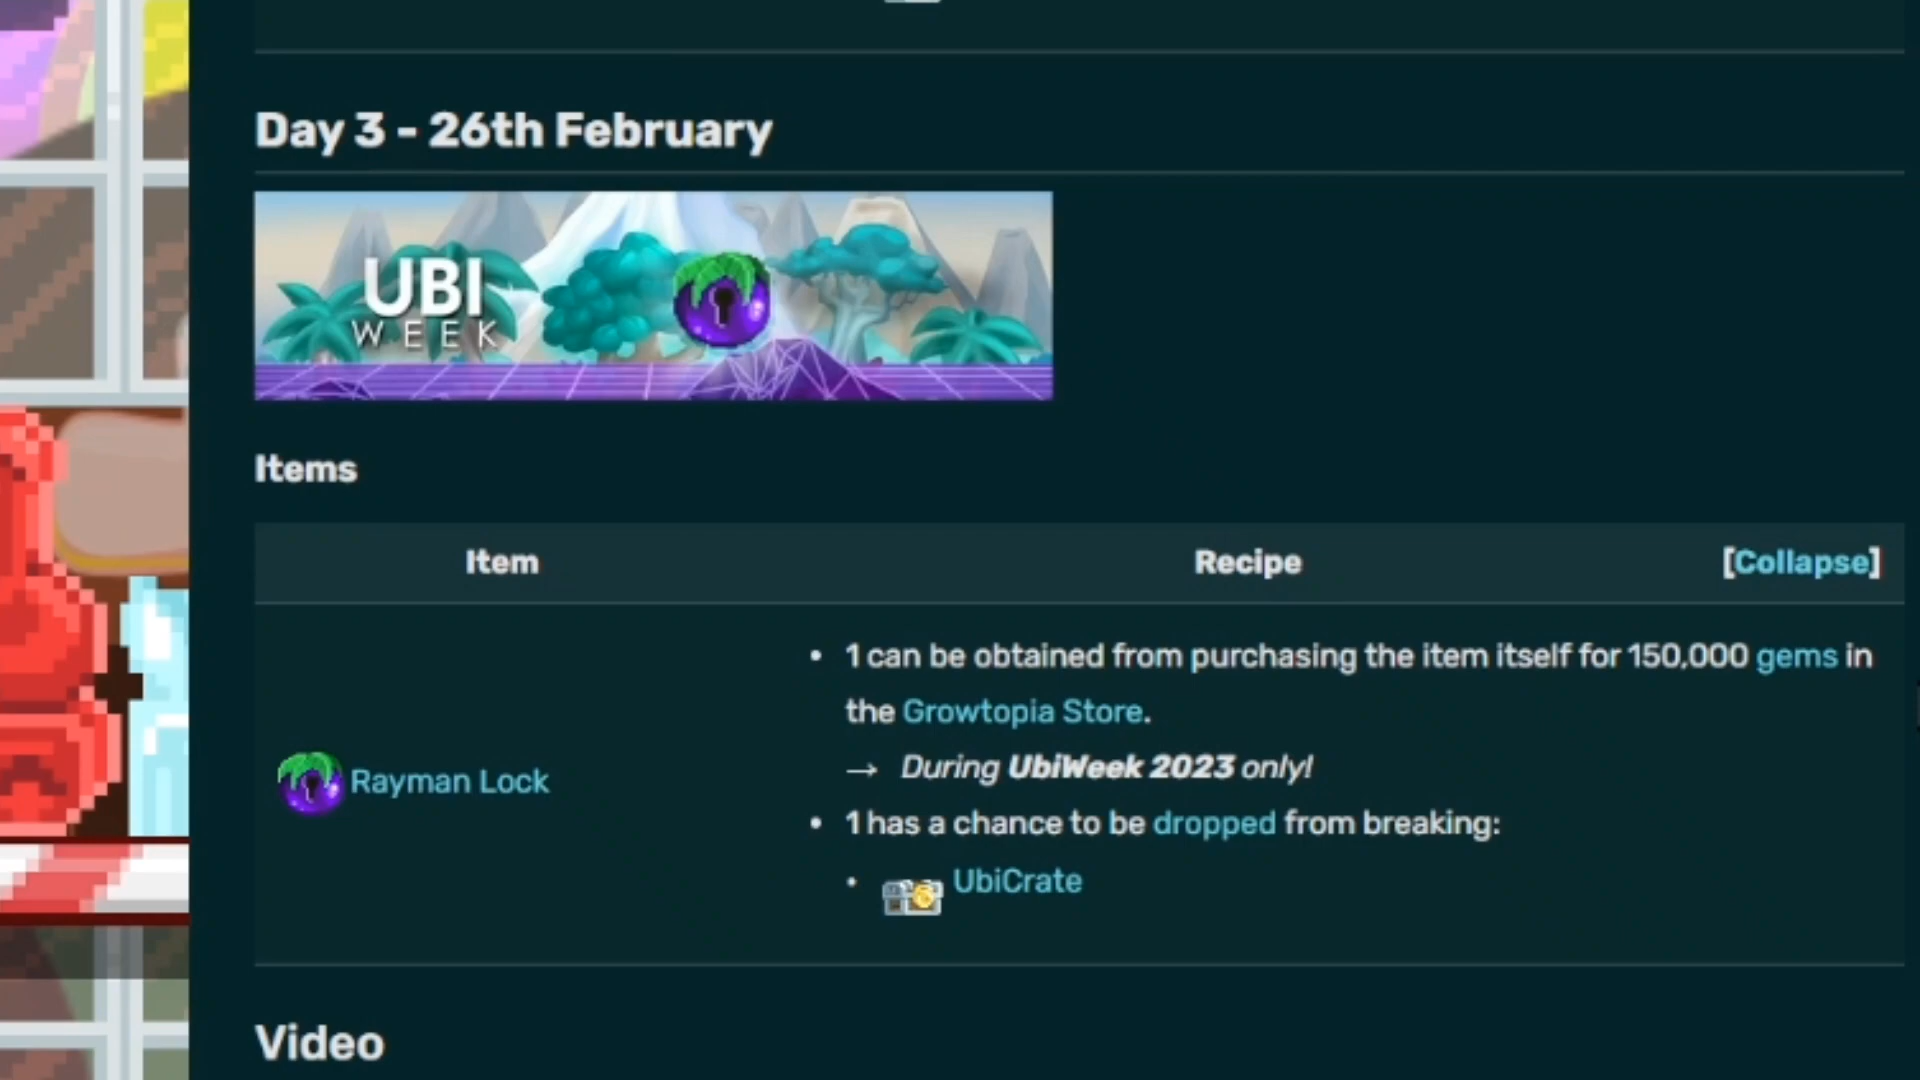 Day 3 - 26th February
UBI
WEEK
Items
Item Recipe [Collapse]
• 1 can be obtained from purchasing the item itself for 150,000 gems in
the Growtopia Store.
→ During UbiWeek 2023 only!
Rayman Lock
• 1 has a chance to be dropped from breaking:
• UbiCrate
Video